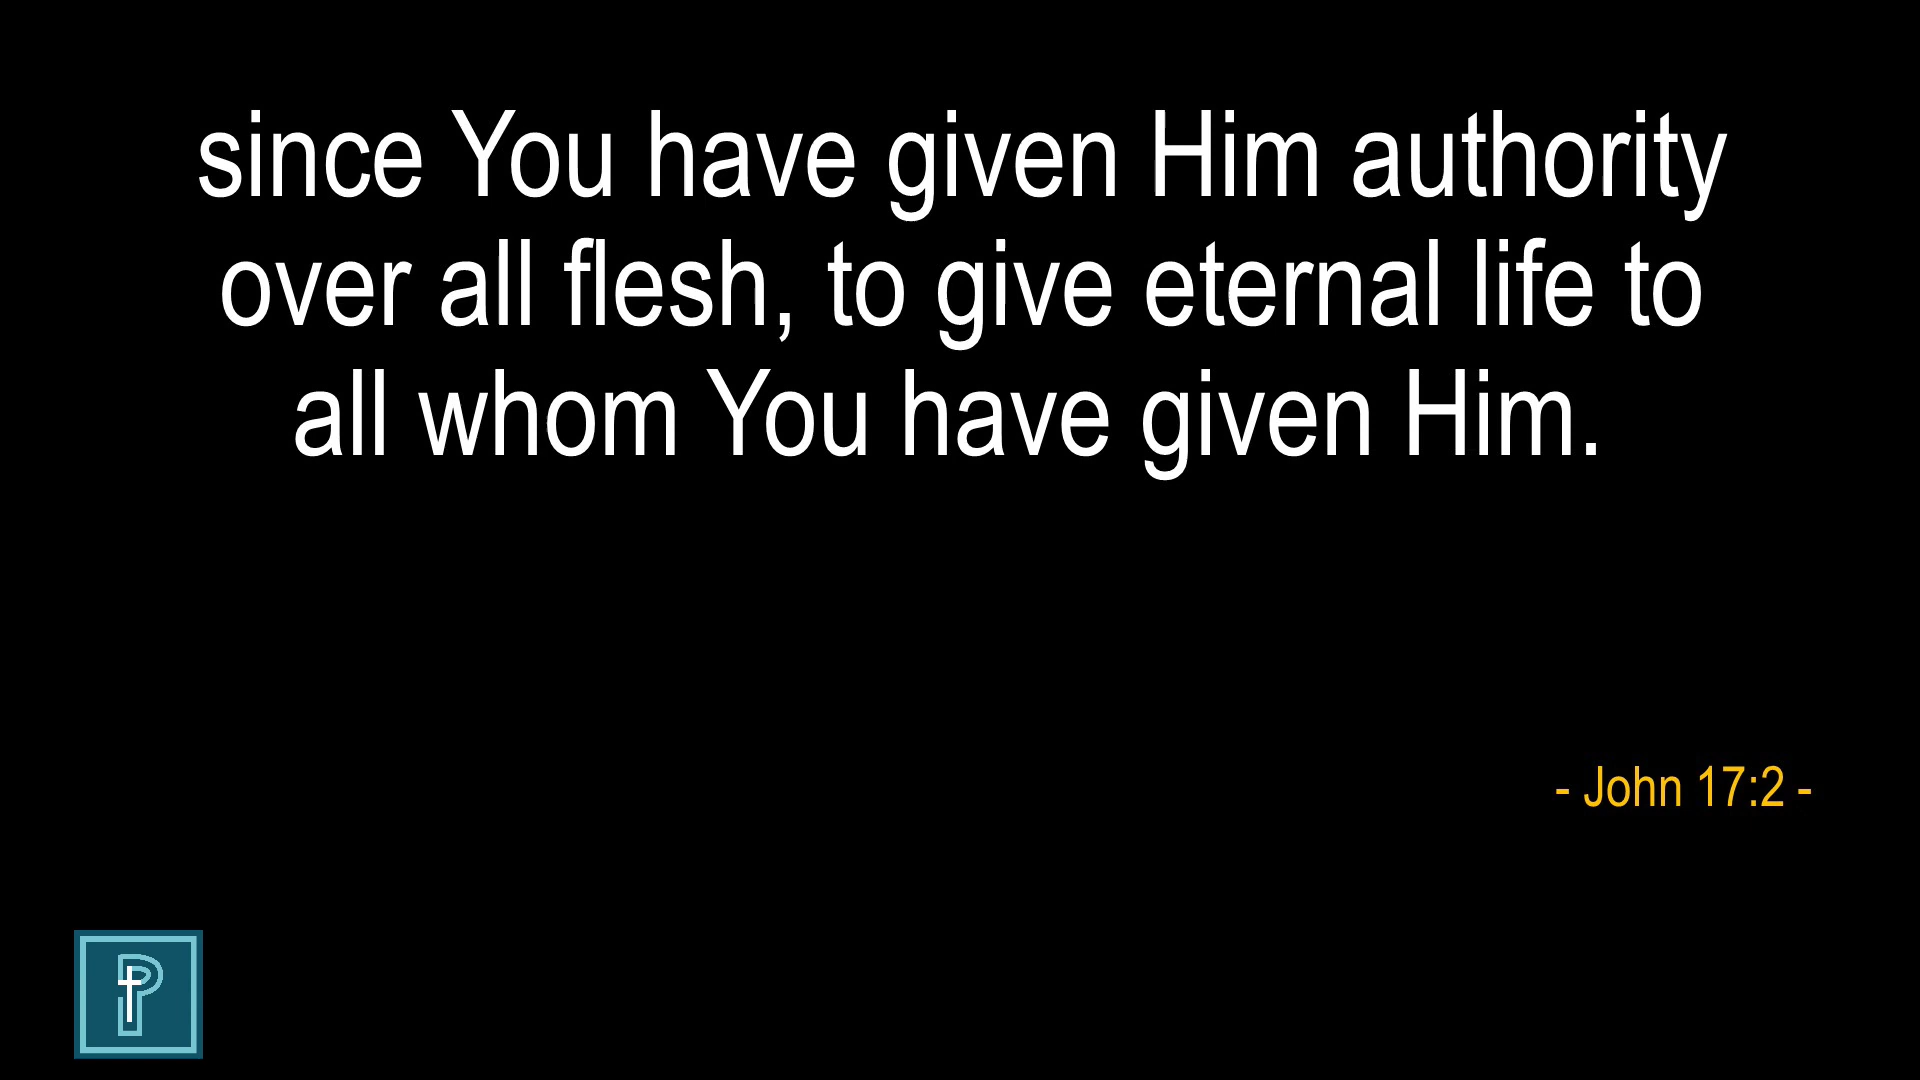 since You have given Him authority
over all flesh, to give eternal life to
all whom You have given Him.
- John 17:2 -
P